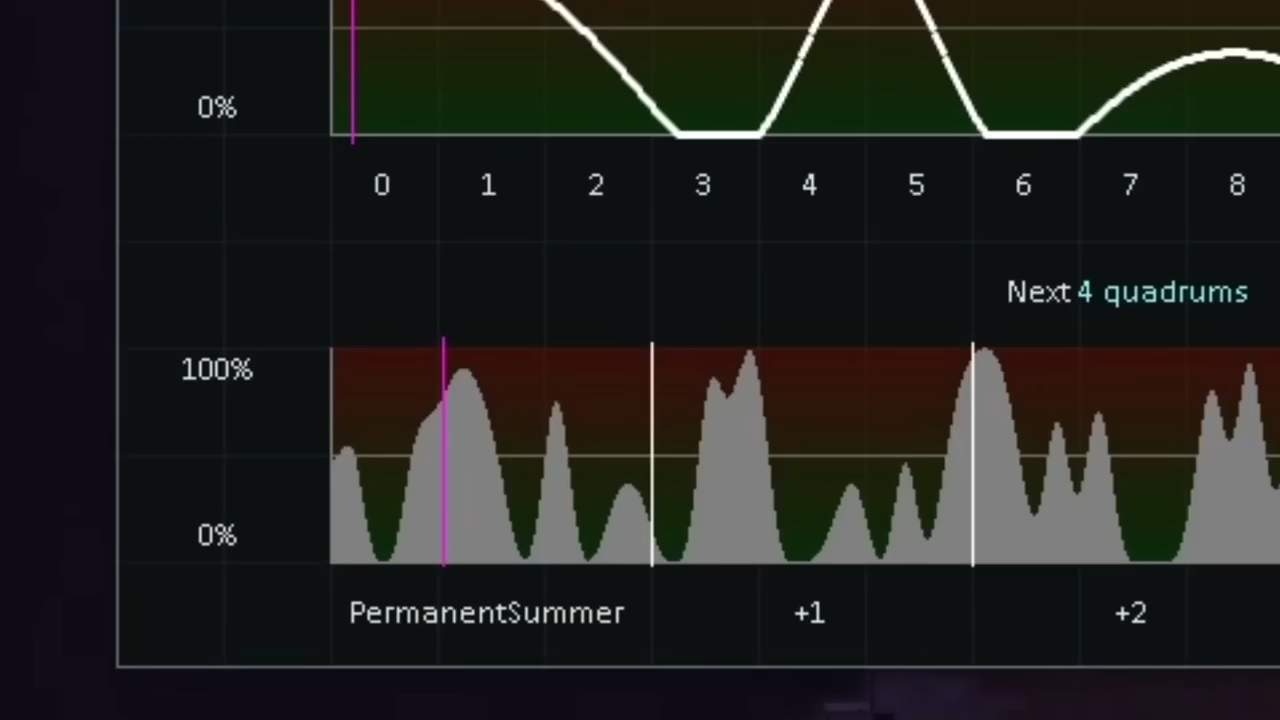 0%
0 1 2 3 4 5 6 7 8
Next 4 quadrums
100%
0%
PermanentSummer +1 +2